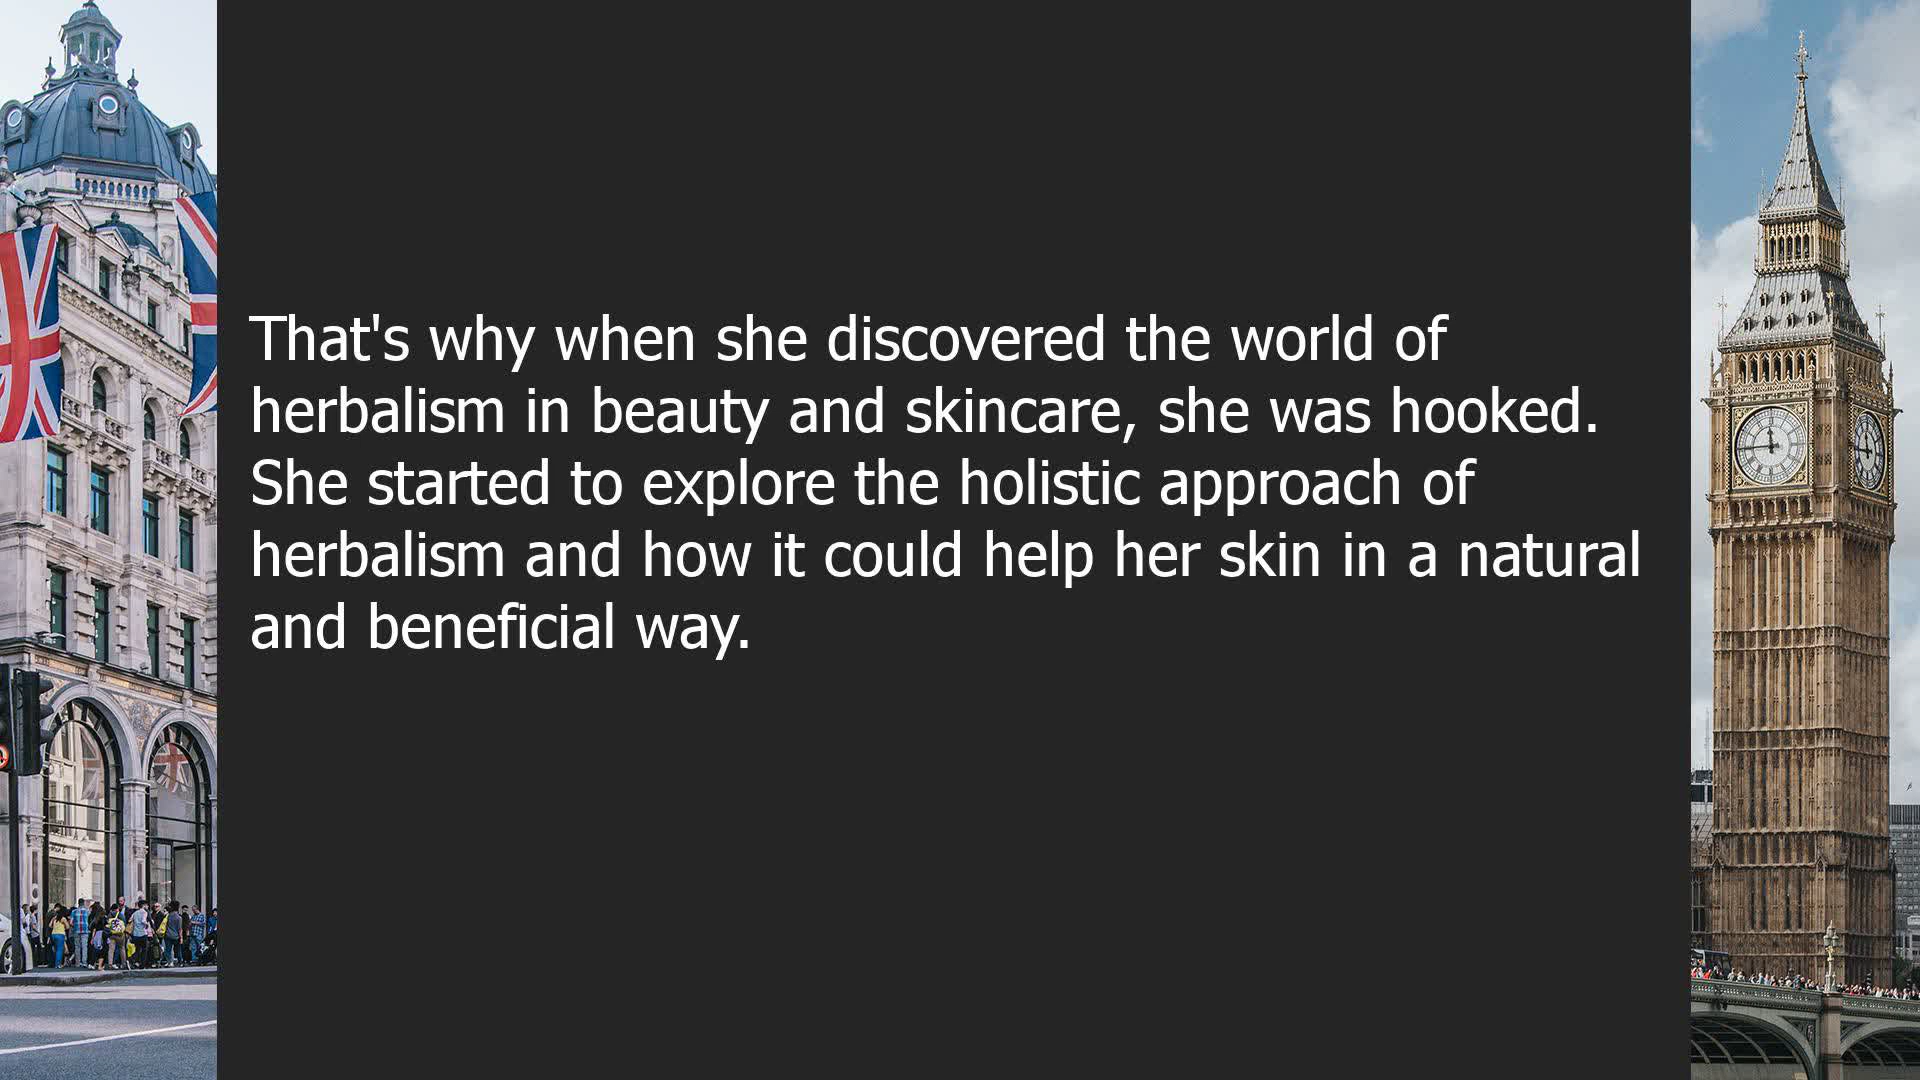 That's why when she discovered the world of
herbalism in beauty and skincare, she was hooked.
She started to explore the holistic approach of
herbalism and how it could help her skin in a natural
and beneficial way.